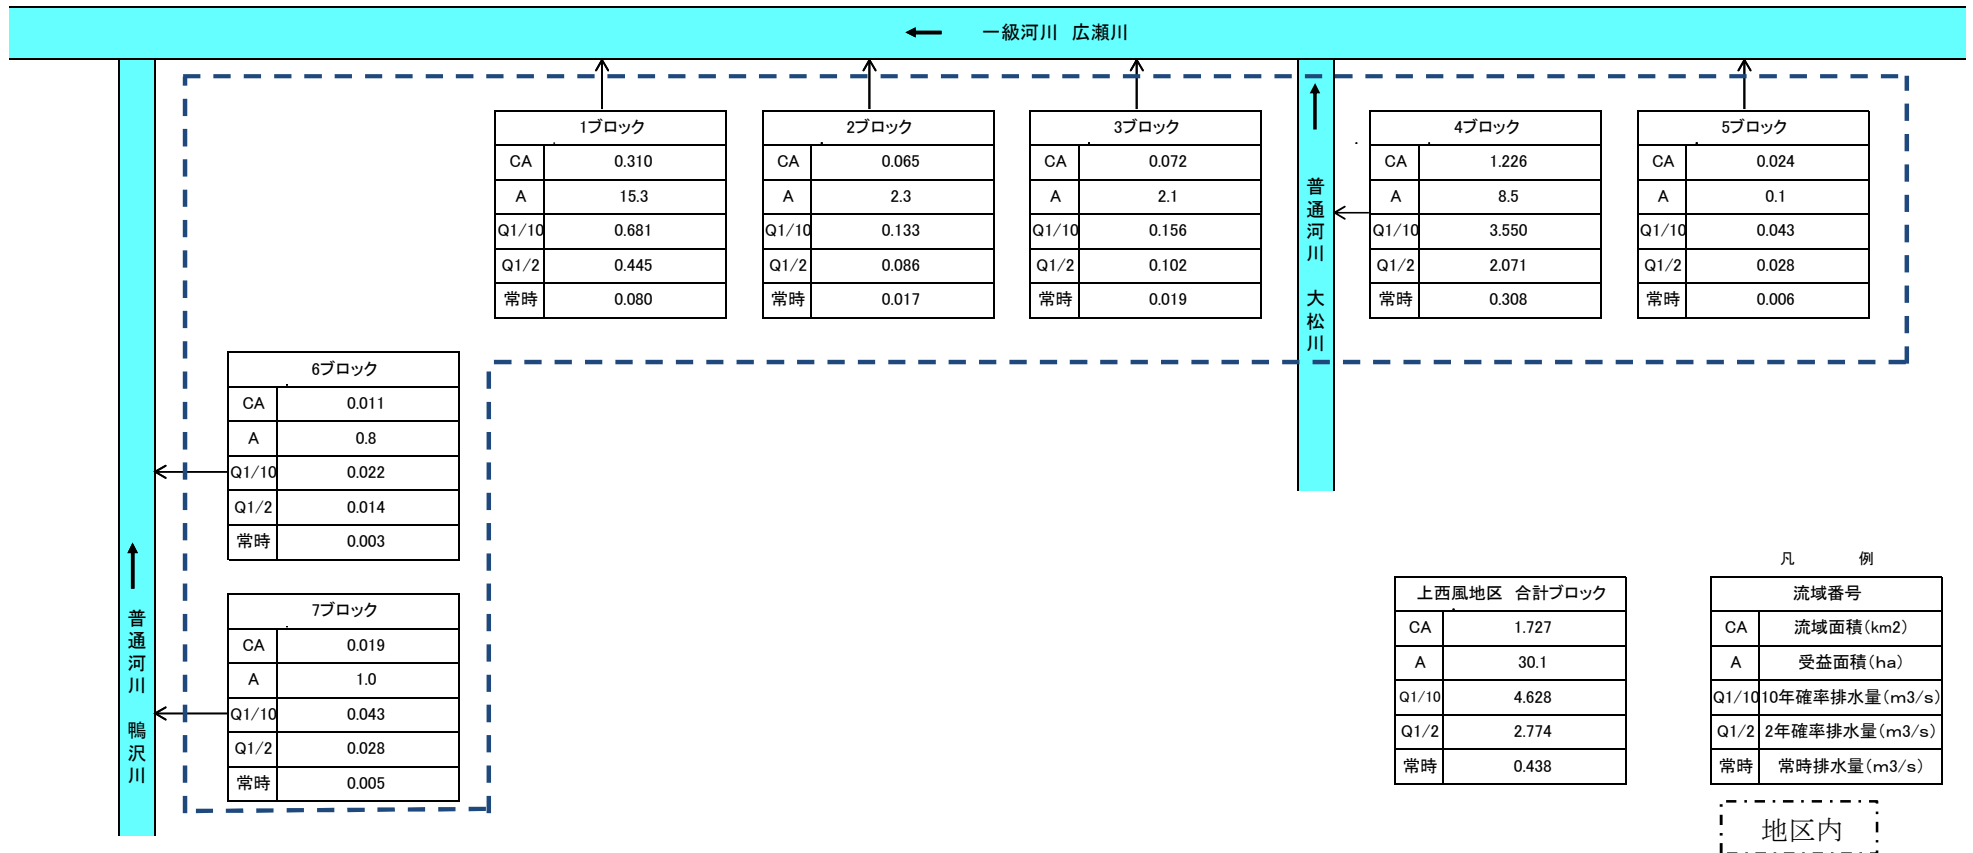 一級河川 広瀬川
1ブロック
CA 0.310
A 15.3
Q1/10 0.681
Q1/2 0.445
常時 0.080
2ブロック
CA 0.065
A 2.3
Q1/10 0.133
Q1/2 0.086
常時 0.017
3ブロック
CA 0.072
A 2.1
Q1/10 0.156
Q1/2 0.102
常時 0.019
普通河川 大松川
4ブロック
CA 1.226
A 8.5
Q1/10 3.550
Q1/2 2.071
常時 0.308
5ブロック
CA 0.024
A 0.1
Q1/10 0.043
Q1/2 0.028
常時 0.006
6ブロック
CA 0.011
A 0.8
Q1/10 0.022
Q1/2 0.014
常時 0.003
普通河川 鴨沢川
7ブロック
CA 0.019
A 1.0
Q1/10 0.043
Q1/2 0.028
常時 0.005
上西風地区 合計ブロック
CA 1.727
A 30.1
Q1/10 4.628
Q1/2 2.774
常時 0.438
凡 例
流域番号
CA 流域面積(km2)
A 受益面積(ha)
Q1/10 10年確率排水量(m3/s)
Q1/2 2年確率排水量(m3/s)
常時 常時排水量(m3/s)
地区内